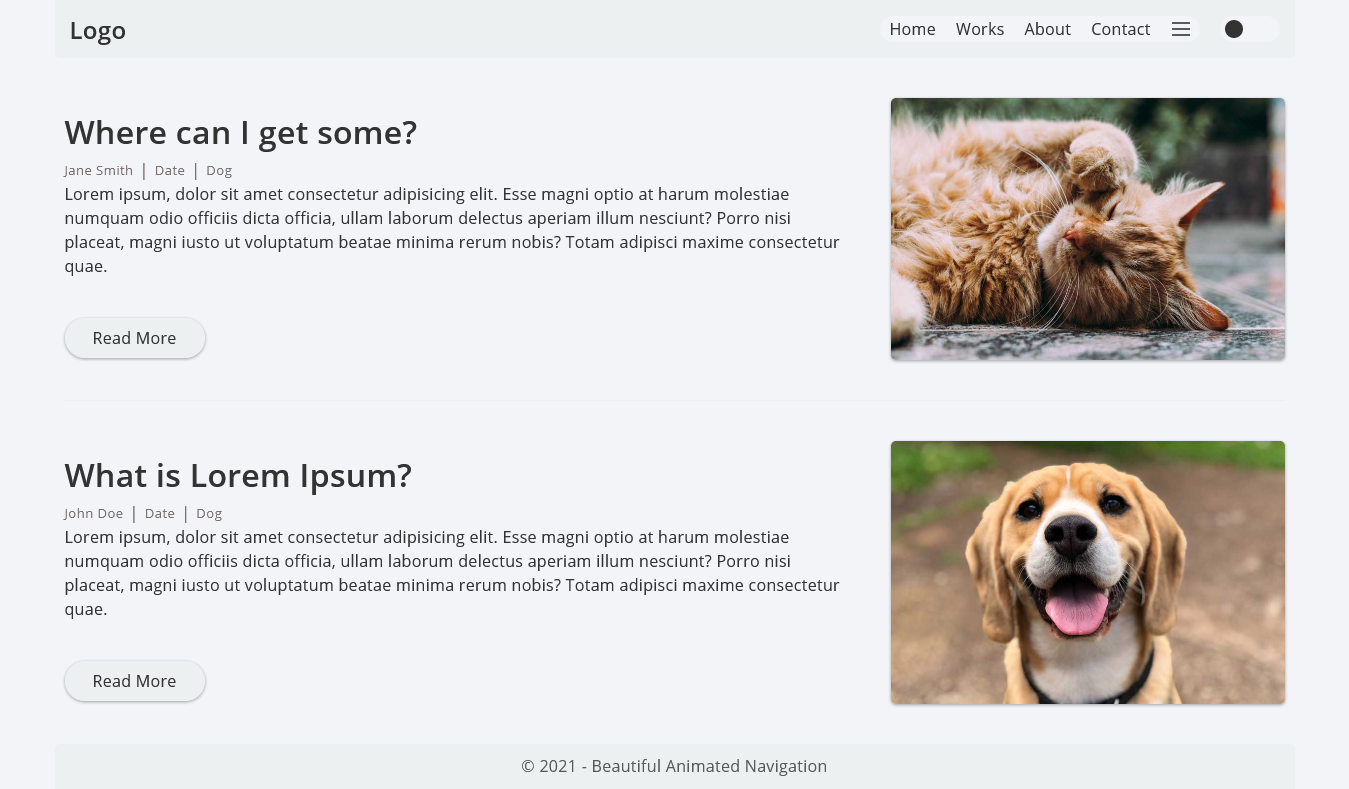 Logo
Home Works About Contact
Where can I get some?
Jane Smith | Date | Dog
Lorem ipsum, dolor sit amet consectetur adipisicing elit. Esse magni optio at harum molestiae
numquam odio officiis dicta officia, ullam laborum delectus aperiam illum nesciunt? Porro nisi
placeat, magni iusto ut voluptatum beatae minima rerum nobis? Totam adipisci maxime consectetur
quae.
Read More
What is Lorem Ipsum?
John Doe | Date | Dog
Lorem ipsum, dolor sit amet consectetur adipisicing elit. Esse magni optio at harum molestiae
numquam odio officiis dicta officia, ullam laborum delectus aperiam illum nesciunt? Porro nisi
placeat, magni iusto ut voluptatum beatae minima rerum nobis? Totam adipisci maxime consectetur
quae.
Read More
© 2021 - Beautiful Animated Navigation